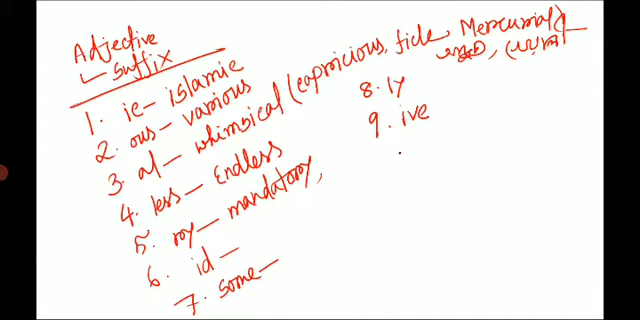 Adjective
Suffix
1. ic - islamic
2. ous - various
3. al - whimsical (capricious, ficle, Mercurial)
4. less - Endless
5. ry - mandatory,
6. id -
7. some -
8. ly
9. ive